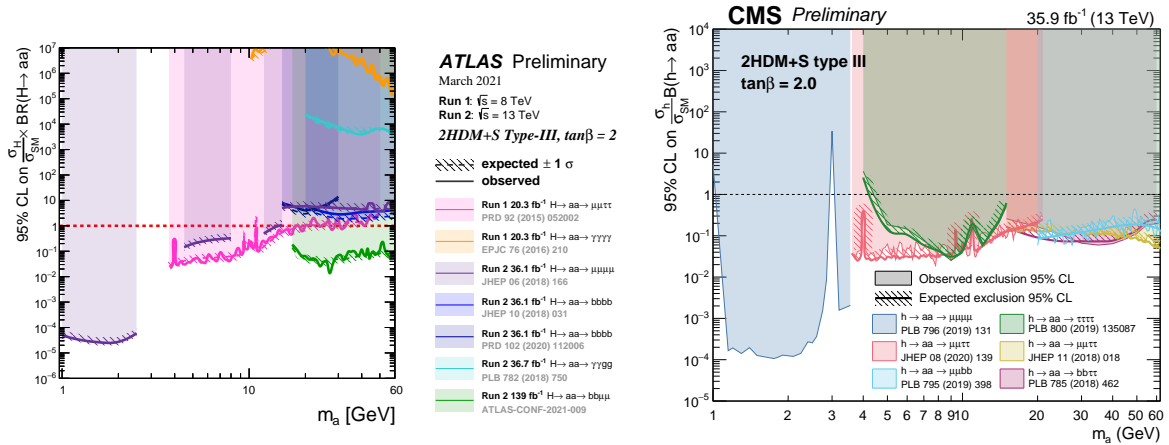 95% CL on σH/σSM × BR(H→ aa)
10⁷
10⁶
10⁵
10⁴
10³
10²
10
1
10⁻¹
10⁻²
10⁻³
10⁻⁴
10⁻⁵
10⁻⁶
1
10
60
mₐ [GeV]
ATLAS Preliminary
March 2021
Run 1: √s = 8 TeV
Run 2: √s = 13 TeV
2HDM+S Type-III, tanβ = 2
expected ± 1 σ
observed
Run 1 20.3 fb⁻¹ H→ aa→ μμττ
PRD 92 (2015) 052002
Run 1 20.3 fb⁻¹ H→ aa→ γγγγ
EPJC 76 (2016) 210
Run 2 36.1 fb⁻¹ H→ aa→ μμμμ
JHEP 06 (2018) 166
Run 2 36.1 fb⁻¹ H→ aa→ bbbb
JHEP 10 (2018) 031
Run 2 36.1 fb⁻¹ H→ aa→ bbbb
PRD 102 (2020) 112006
Run 2 36.7 fb⁻¹ H→ aa→ γγgg
PLB 782 (2018) 750
Run 2 139 fb⁻¹ H→ aa→ bbμμ
ATLAS-CONF-2021-009
CMS Preliminary
35.9 fb⁻¹ (13 TeV)
95% CL on σh/σSM B(h→ aa)
10⁴
10³
10²
10
1
10⁻¹
10⁻²
10⁻³
10⁻⁴
10⁻⁵
2HDM+S type III
tanβ = 2.0
Observed exclusion 95% CL
Expected exclusion 95% CL
h → aa → μμμμ
PLB 796 (2019) 131
h → aa → ττττ
PLB 800 (2019) 135087
h → aa → μμττ
JHEP 08 (2020) 139
h → aa → μμττ
JHEP 11 (2018) 018
h → aa → μμbb
PLB 795 (2019) 398
h → aa → bbττ
PLB 785 (2018) 462
1 2 3 4 5 6 7 8 9 10 20 30 40 50 60
mₐ (GeV)